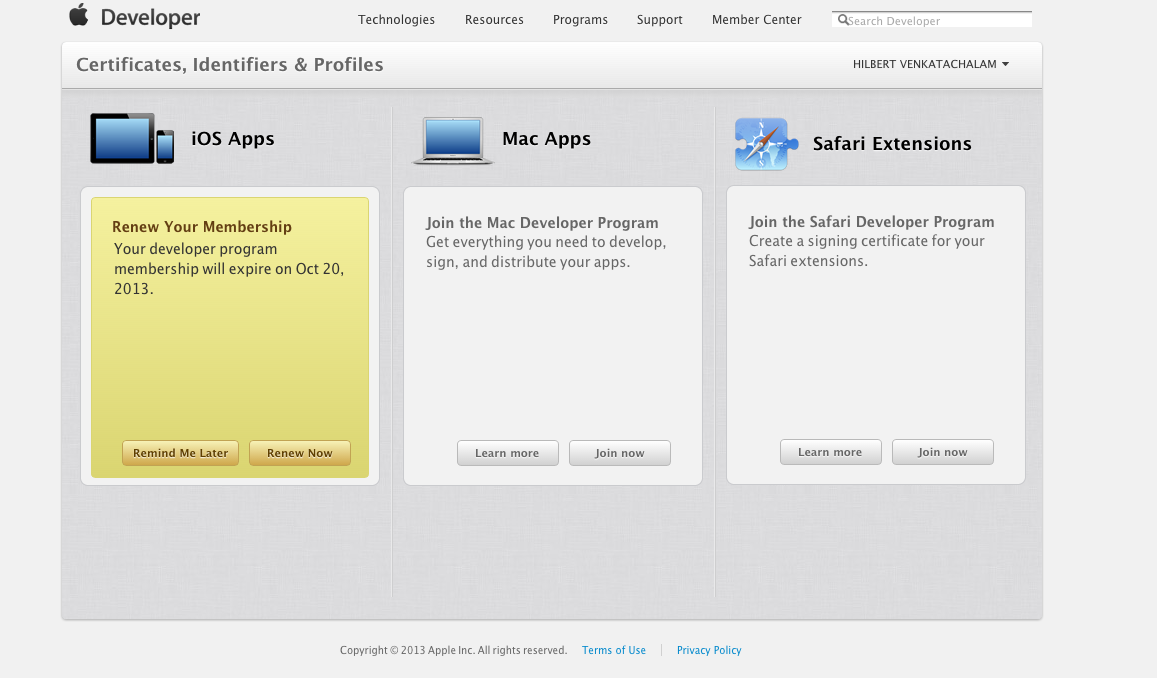 Developer
Technologies Resources Programs Support Member Center Search Developer
Certificates, Identifiers & Profiles
HILBERT VENKATACHALAM
iOS Apps
Renew Your Membership
Your developer program
membership will expire on Oct 20,
2013.
Remind Me Later Renew Now
Mac Apps
Join the Mac Developer Program
Get everything you need to develop,
sign, and distribute your apps.
Learn more Join now
Safari Extensions
Join the Safari Developer Program
Create a signing certificate for your
Safari extensions.
Learn more Join now
Copyright © 2013 Apple Inc. All rights reserved. Terms of Use Privacy Policy